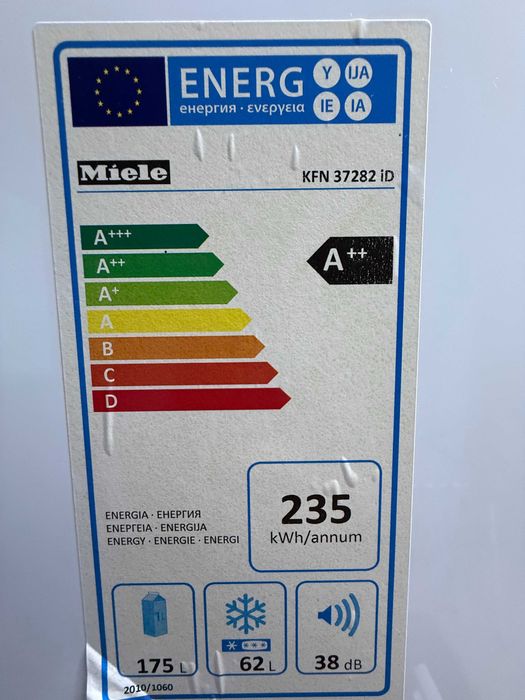 ENERG Y IJA
енергия · ενεργεια IE IA
Miele KFN 37282 iD
A+++
A++
A++
A+
A
B
C
D
ENERGIA · ЕНЕРГИЯ
ΕΝΕΡΓΕΙΑ · ENERGIJA
ENERGY · ENERGIE · ENERGI
235
kWh/annum
1L
175 L
62 L
38 dB
2010/1060